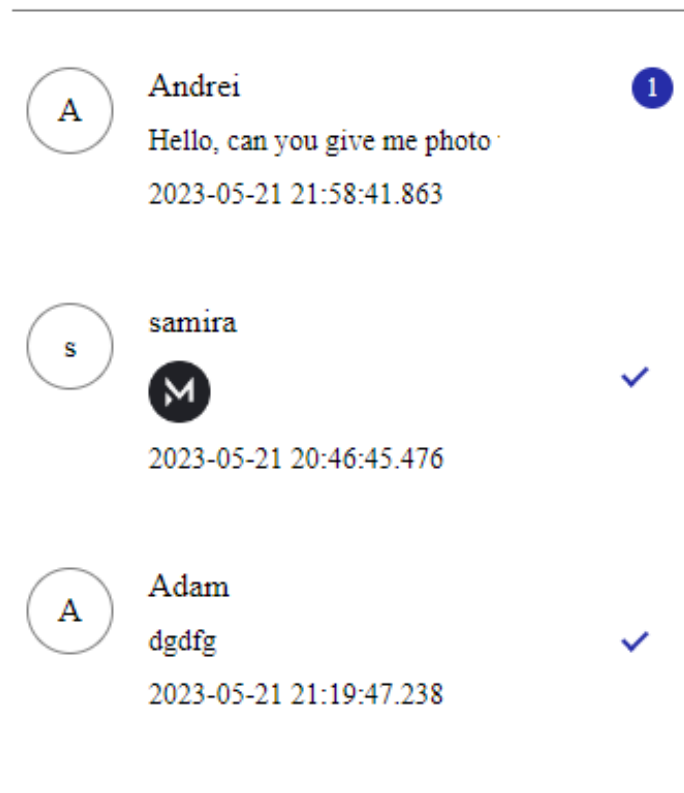 A
Andrei
1
Hello, can you give me photo
2023-05-21 21:58:41.863
s
samira
M
2023-05-21 20:46:45.476
A
Adam
dgdfg
2023-05-21 21:19:47.238